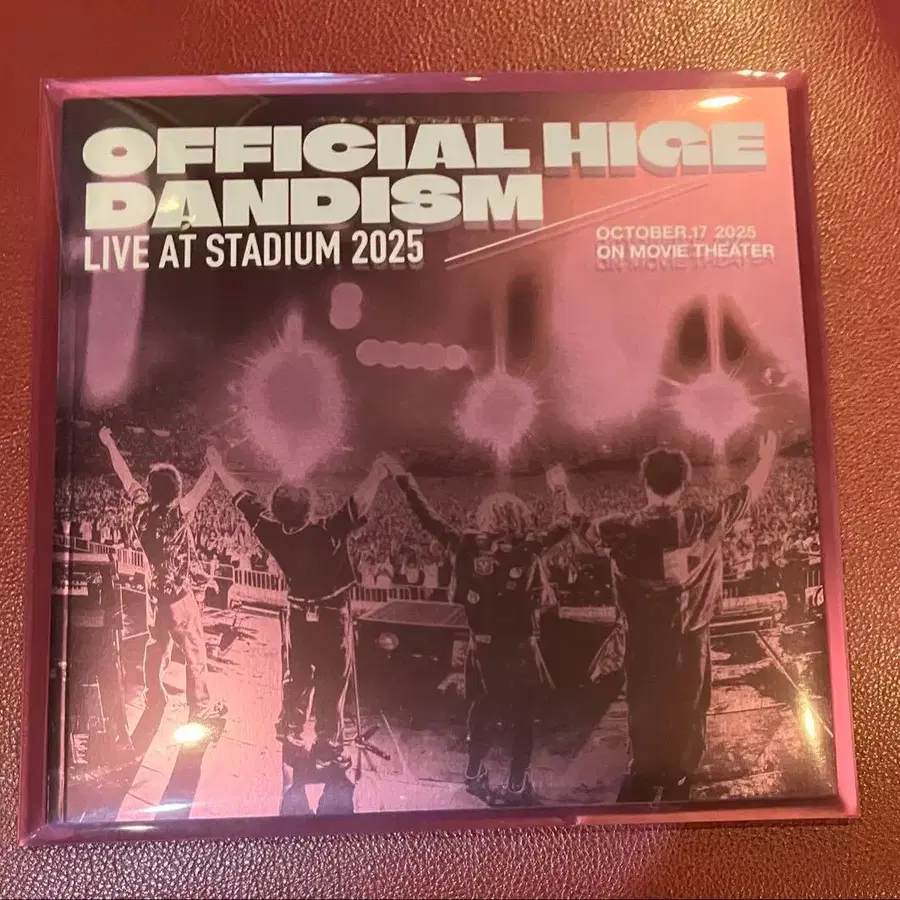 OFFICIAL HIGE
DANDISM
LIVE AT STADIUM 2025
OCTOBER.17 2025
ON MOVIE THEATER